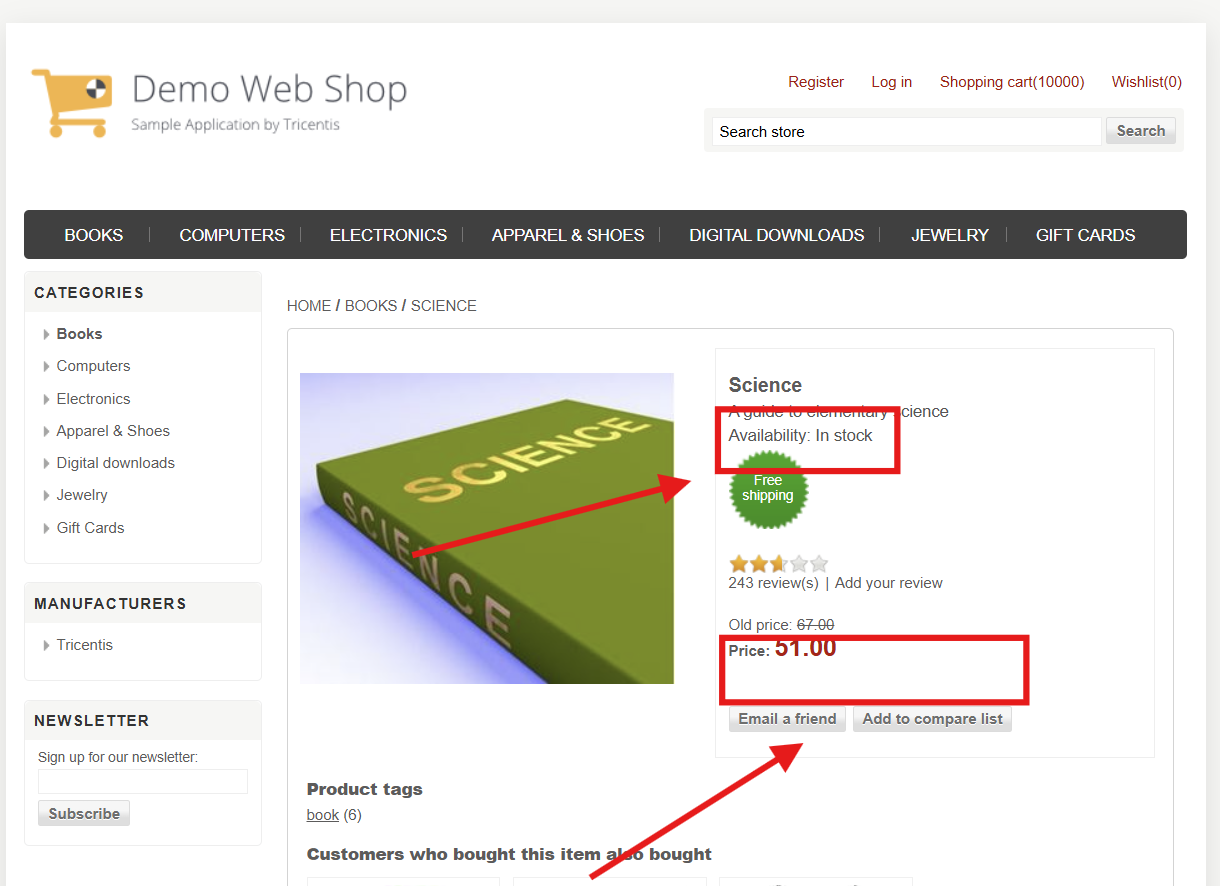 Demo Web Shop
Sample Application by Tricentis
Register Log in Shopping cart(10000) Wishlist(0)
Search store Search
BOOKS COMPUTERS ELECTRONICS APPAREL & SHOES DIGITAL DOWNLOADS JEWELRY GIFT CARDS
CATEGORIES
Books
Computers
Electronics
Apparel & Shoes
Digital downloads
Jewelry
Gift Cards
MANUFACTURERS
Tricentis
NEWSLETTER
Sign up for our newsletter:
Subscribe
HOME / BOOKS / SCIENCE
SCIENCE
SCIENCE
Science
A guide to elementary science
Availability: In stock
Free
shipping
243 review(s) | Add your review
Old price: 67.00
Price: 51.00
Email a friend Add to compare list
Product tags
book (6)
Customers who bought this item also bought